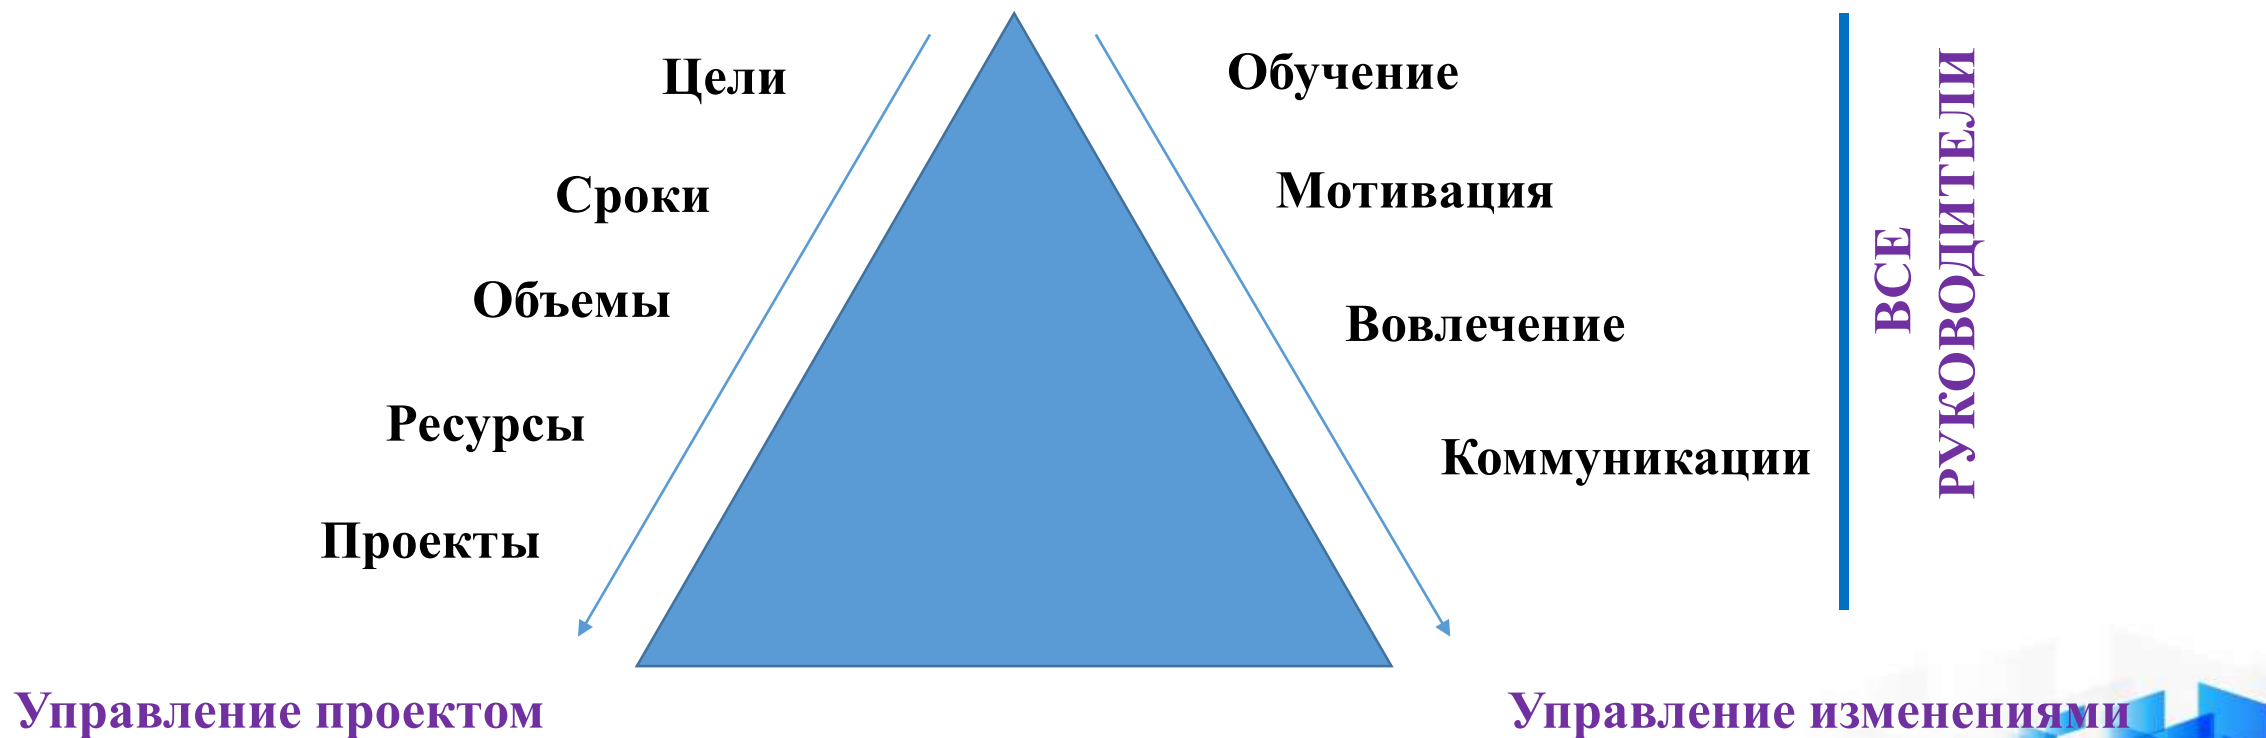 Цели
Сроки
Объемы
Ресурсы
Проекты
Управление проектом
Обучение
Мотивация
Вовлечение
Коммуникации
Управление изменениями
ВСЕ
РУКОВОДИТЕЛИ